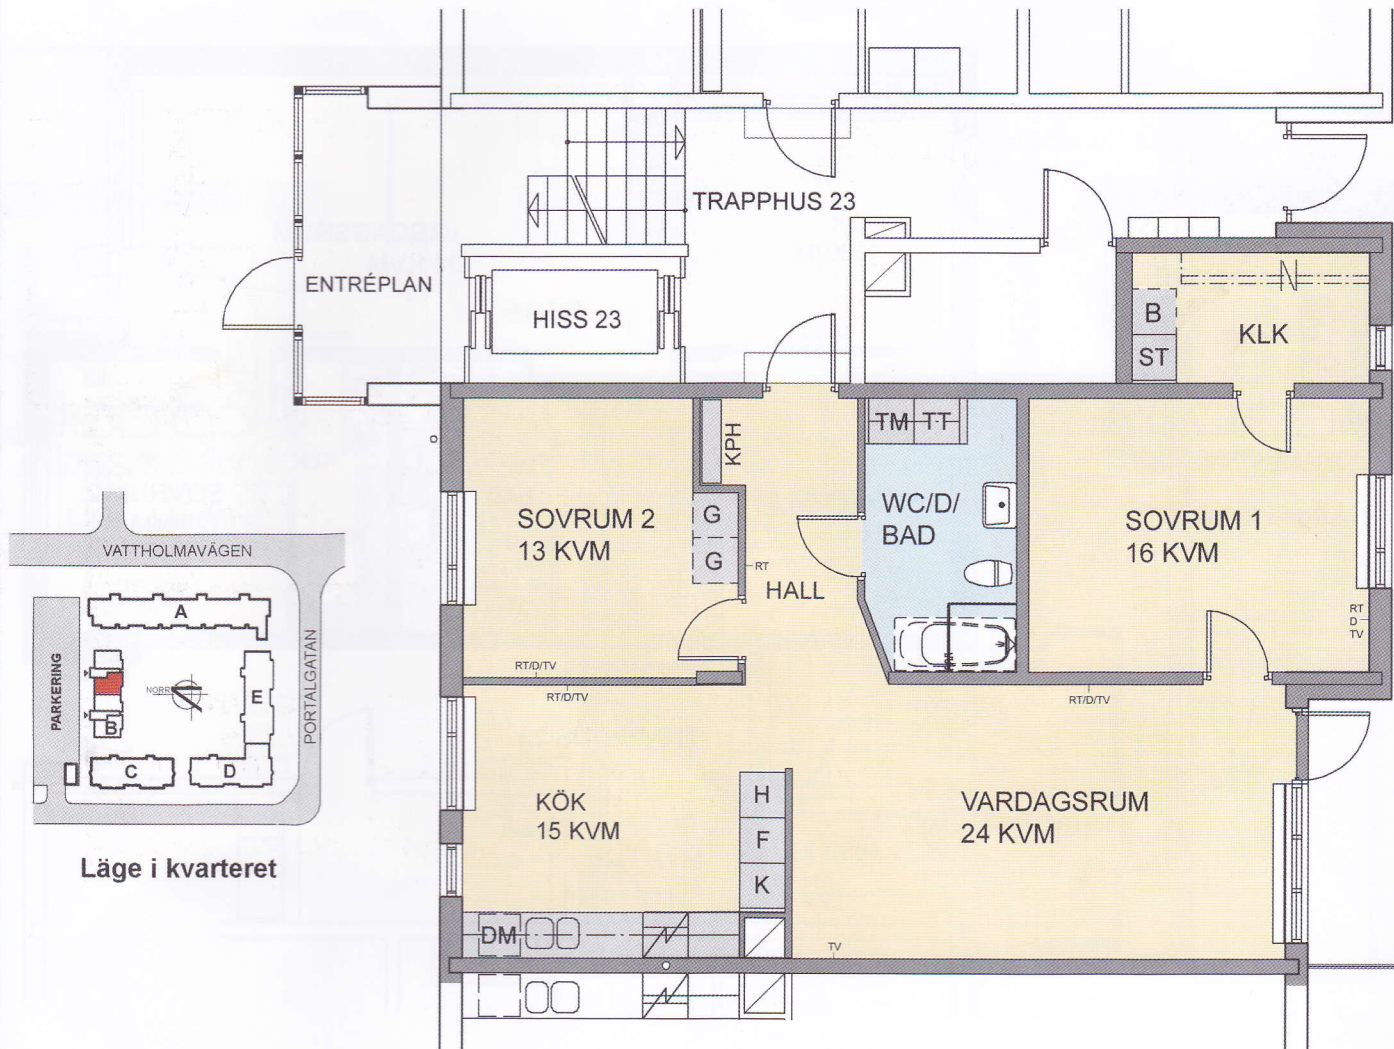 TRAPPHUS 23
ENTRÉPLAN
HISS 23
B
ST
KLK
KPH
TM
TT
SOVRUM 2
13 KVM
G
G
RT
HALL
WC/D/
BAD
SOVRUM 1
16 KVM
RT
D
TV
RT/D/TV
RT/D/TV
RT/D/TV
KÖK
15 KVM
H
F
K
VARDAGSRUM
24 KVM
DM
TV
VATTHOLMAVÄGEN
A
PARKERING
NORR
B
E
PORTALGATAN
C
D
Läge i kvarteret